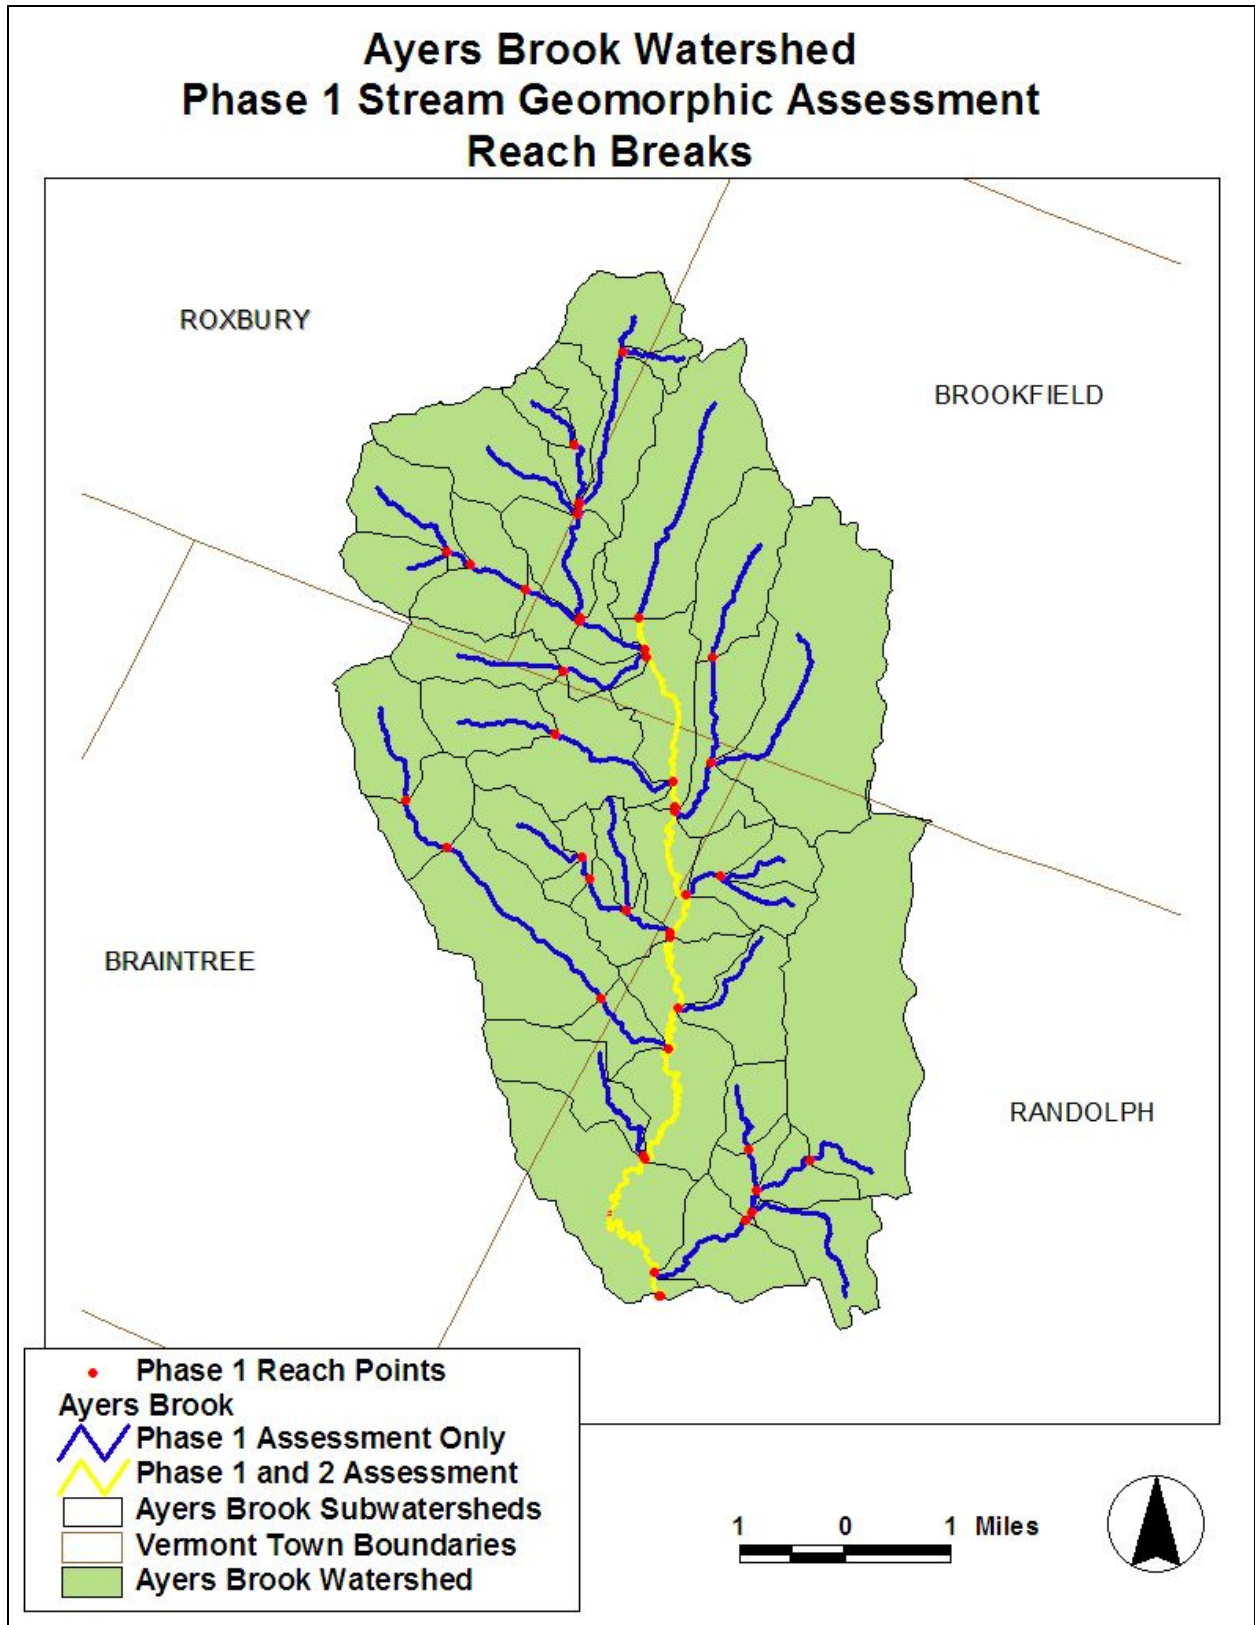 Ayers Brook Watershed
Phase 1 Stream Geomorphic Assessment
Reach Breaks
ROXBURY
BROOKFIELD
BRAINTREE
RANDOLPH
Phase 1 Reach Points
Ayers Brook
Phase 1 Assessment Only
Phase 1 and 2 Assessment
Ayers Brook Subwatersheds
Vermont Town Boundaries
Ayers Brook Watershed
1 0 1 Miles